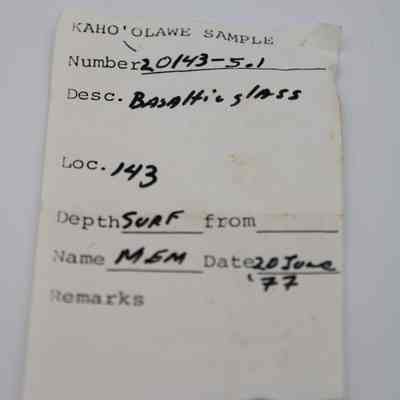 KAHO'OLAWE SAMPLE
Number 20143-5.1
Desc. Basaltic glass
Loc. 143
Depth SURF from
Name MEM Date 20 June
'77
Remarks